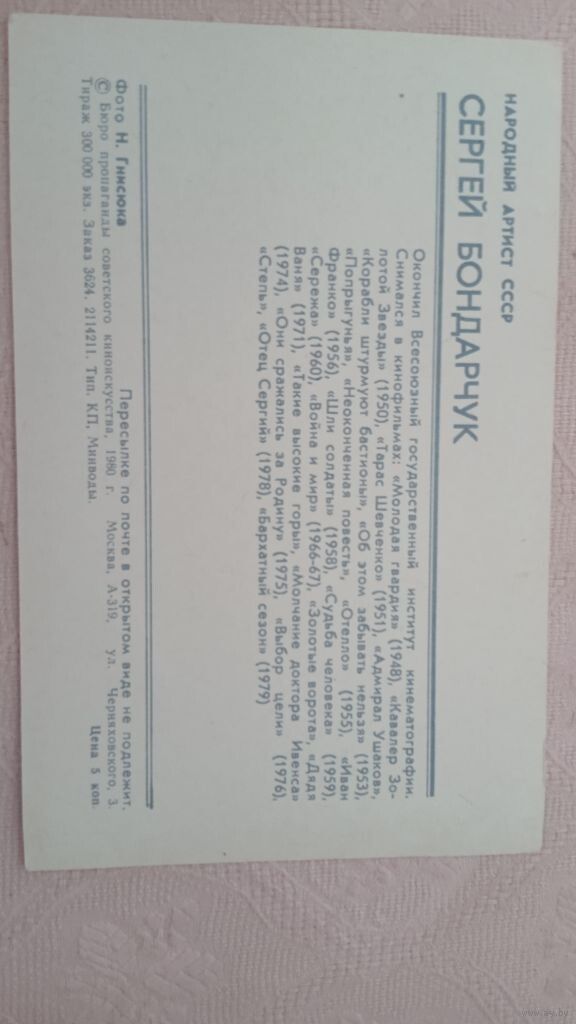 НАРОДНЫЙ АРТИСТ СССР
СЕРГЕЙ БОНДАРЧУК
Окончил Всесоюзный государственный институт кинематографии.
Снимался в кинофильмах: «Молодая гвардия» (1948), «Кавалер Зо-
лотой Звезды» (1950), «Тарас Шевченко» (1951), «Адмирал Ушаков»,
«Корабли штурмуют бастионы», «Об этом забывать нельзя» (1953),
«Попрыгунья», «Неоконченная повесть», «Отелло» (1955), «Иван
Франко» (1956), «Шли солдаты» (1958), «Судьба человека» (1959),
«Сережа» (1960), «Война и мир» (1966-67), «Золотые ворота», «Дядя
Ваня» (1971), «Такие высокие горы», «Молчание доктора Ивенса»
(1974), «Они сражались за Родину» (1975), «Выбор цели» (1976),
«Степь», «Отец Сергий» (1978), «Бархатный сезон» (1979)
Фото Н. Гнисюка
Пересылке по почте в открытом виде не подлежит.
© Бюро пропаганды советского киноискусства, 1980 г. Москва, А-319, ул. Черняховского, 3.
Тираж 300 000 экз. Заказ 3624. 2114211. Тип. КП, Минводы.
Цена 5 коп.
www.ay.by